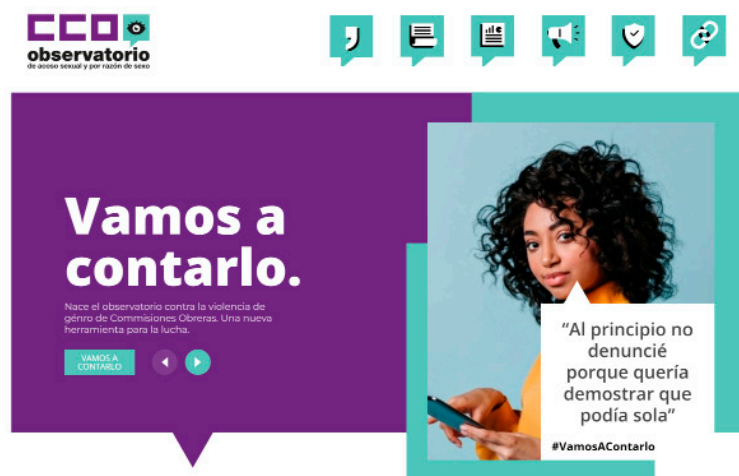 CCO
observatorio
de acoso sexual y por razón de sexo
Vamos a
contarlo.
Nace el observatorio contra la violencia de
génro de Commisiones Obreras. Una nueva
herramienta para la lucha.
VAMOS A
CONTARLO
“Al principio no
denuncié
porque quería
demostrar que
podía sola”
#VamosAContarlo